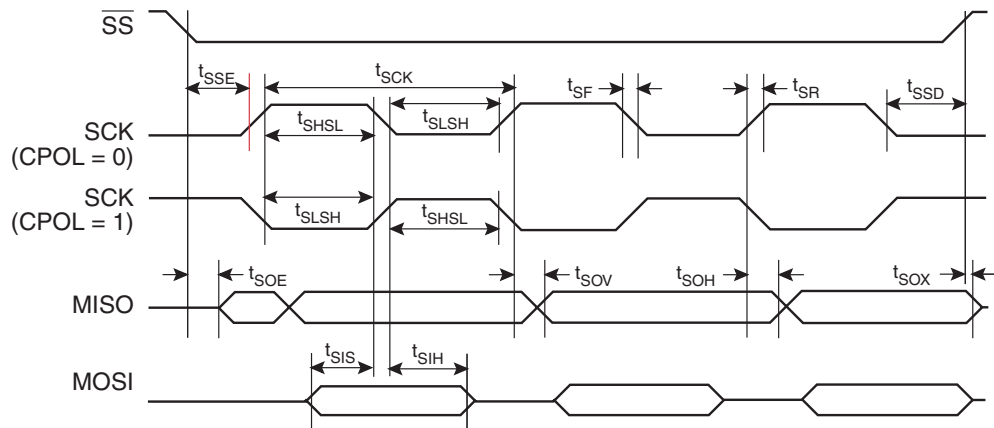 SS
tSSE
tSCK
tSF
tSR
tSSD
SCK
(CPOL = 0)
tSHSL
tSLSH
SCK
(CPOL = 1)
tSLSH
tSHSL
tSOE
tSOV
tSOH
tSOX
MISO
tSIS
tSIH
MOSI